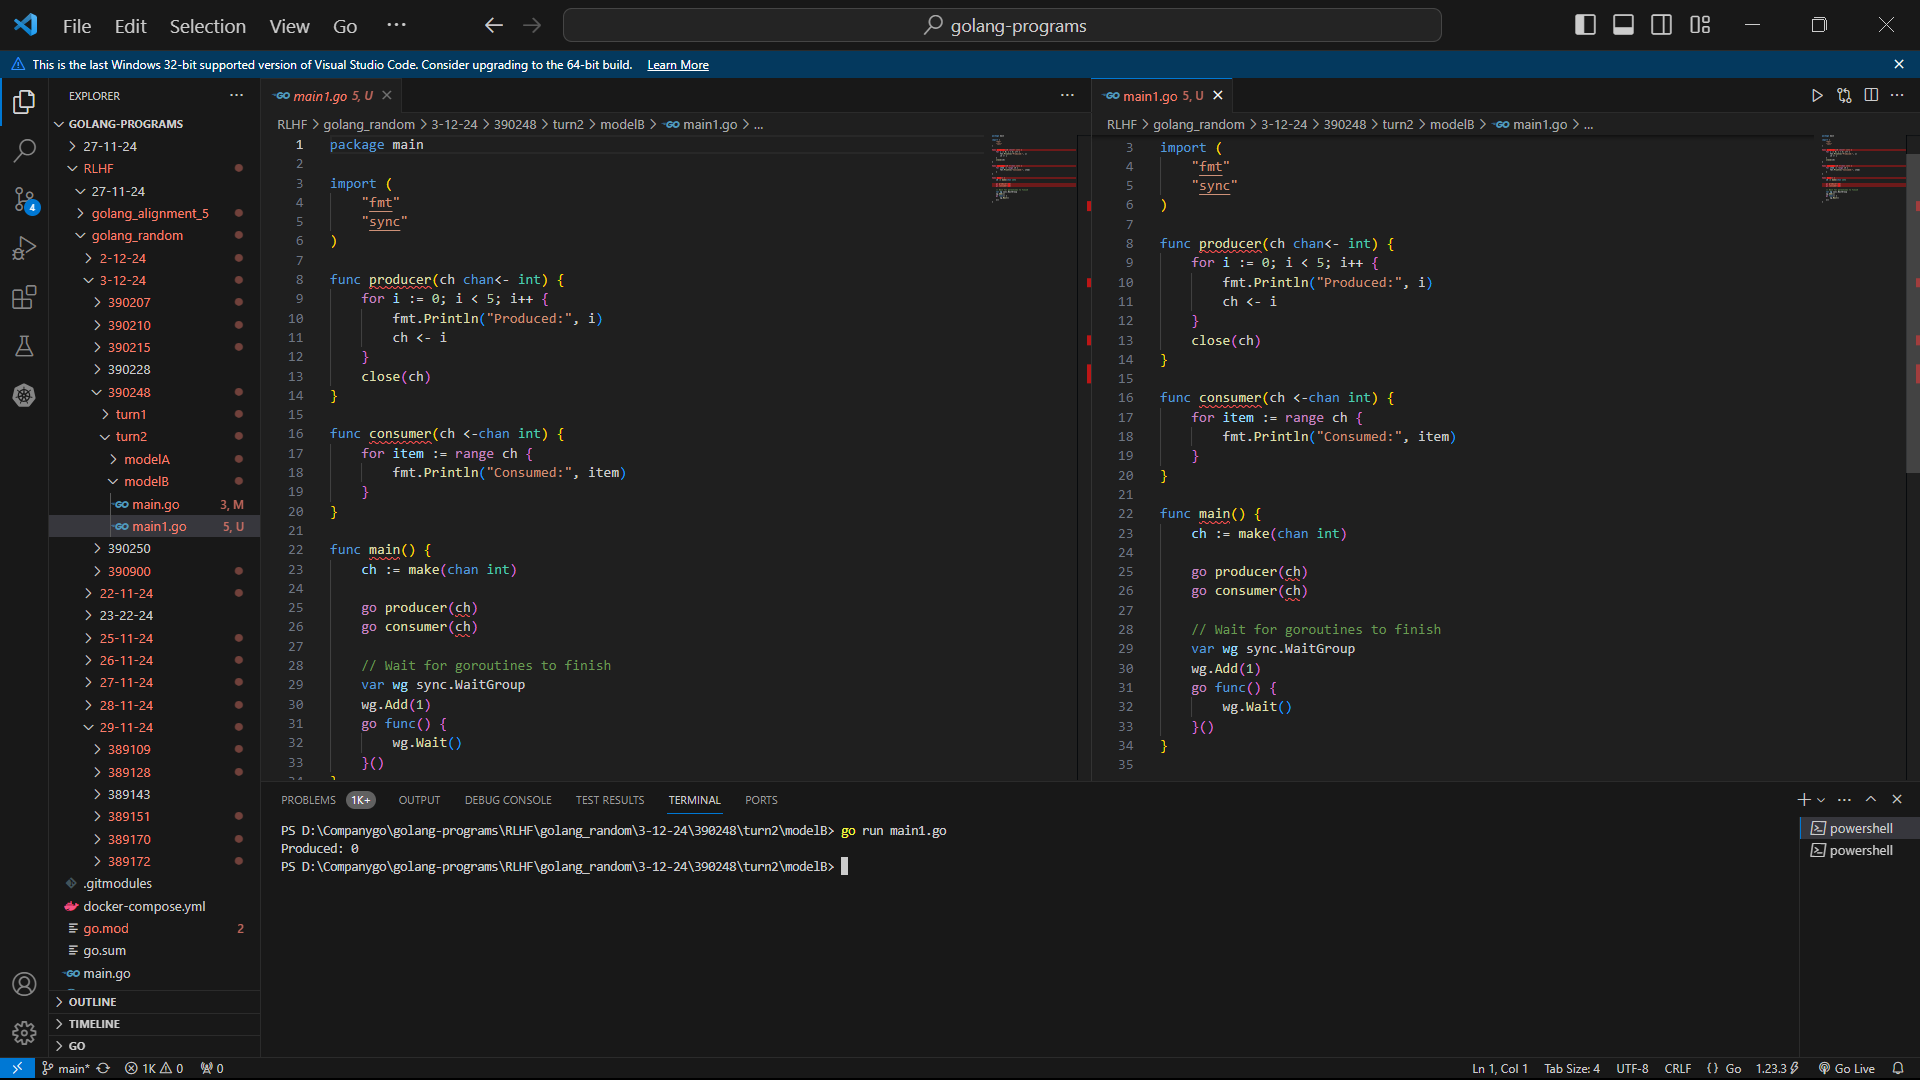 File Edit Selection View Go ··· golang-programs
This is the last Windows 32-bit supported version of Visual Studio Code. Consider upgrading to the 64-bit build. Learn More
EXPLORER
GOLANG-PROGRAMS
27-11-24
RLHF
27-11-24
golang_alignment_5
golang_random
2-12-24
3-12-24
390207
390210
390215
390228
390248
turn1
turn2
modelA
modelB
main.go 3, M
main1.go 5, U
390250
390900
22-11-24
23-22-24
25-11-24
26-11-24
27-11-24
28-11-24
29-11-24
389109
389128
389143
389151
389170
389172
.gitmodules
docker-compose.yml
go.mod 2
go.sum
main.go
OUTLINE
TIMELINE
GO
4
main1.go 5, U
RLHF > golang_random > 3-12-24 > 390248 > turn2 > modelB > main1.go > ...
1 package main
2
3 import (
4 "fmt"
5 "sync"
6 )
7
8 func producer(ch chan<- int) {
9 for i := 0; i < 5; i++ {
10 fmt.Println("Produced:", i)
11 ch <- i
12 }
13 close(ch)
14 }
15
16 func consumer(ch <-chan int) {
17 for item := range ch {
18 fmt.Println("Consumed:", item)
19 }
20 }
21
22 func main() {
23 ch := make(chan int)
24
25 go producer(ch)
26 go consumer(ch)
27
28 // Wait for goroutines to finish
29 var wg sync.WaitGroup
30 wg.Add(1)
31 go func() {
32 wg.Wait()
33 }()
34 }
main1.go 5, U
RLHF > golang_random > 3-12-24 > 390248 > turn2 > modelB > main1.go > ...
3 import (
4 "fmt"
5 "sync"
6 )
7
8 func producer(ch chan<- int) {
9 for i := 0; i < 5; i++ {
10 fmt.Println("Produced:", i)
11 ch <- i
12 }
13 close(ch)
14 }
15
16 func consumer(ch <-chan int) {
17 for item := range ch {
18 fmt.Println("Consumed:", item)
19 }
20 }
21
22 func main() {
23 ch := make(chan int)
24
25 go producer(ch)
26 go consumer(ch)
27
28 // Wait for goroutines to finish
29 var wg sync.WaitGroup
30 wg.Add(1)
31 go func() {
32 wg.Wait()
33 }()
34 }
35
PROBLEMS 1K+ OUTPUT DEBUG CONSOLE TEST RESULTS TERMINAL PORTS
PS D:\Companygo\golang-programs\RLHF\golang_random\3-12-24\390248\turn2\modelB> go run main1.go
Produced: 0
PS D:\Companygo\golang-programs\RLHF\golang_random\3-12-24\390248\turn2\modelB>
powershell
powershell
main* 1K 0 0 Ln 1, Col 1 Tab Size: 4 UTF-8 CRLF {} Go 1.23.3 Go Live